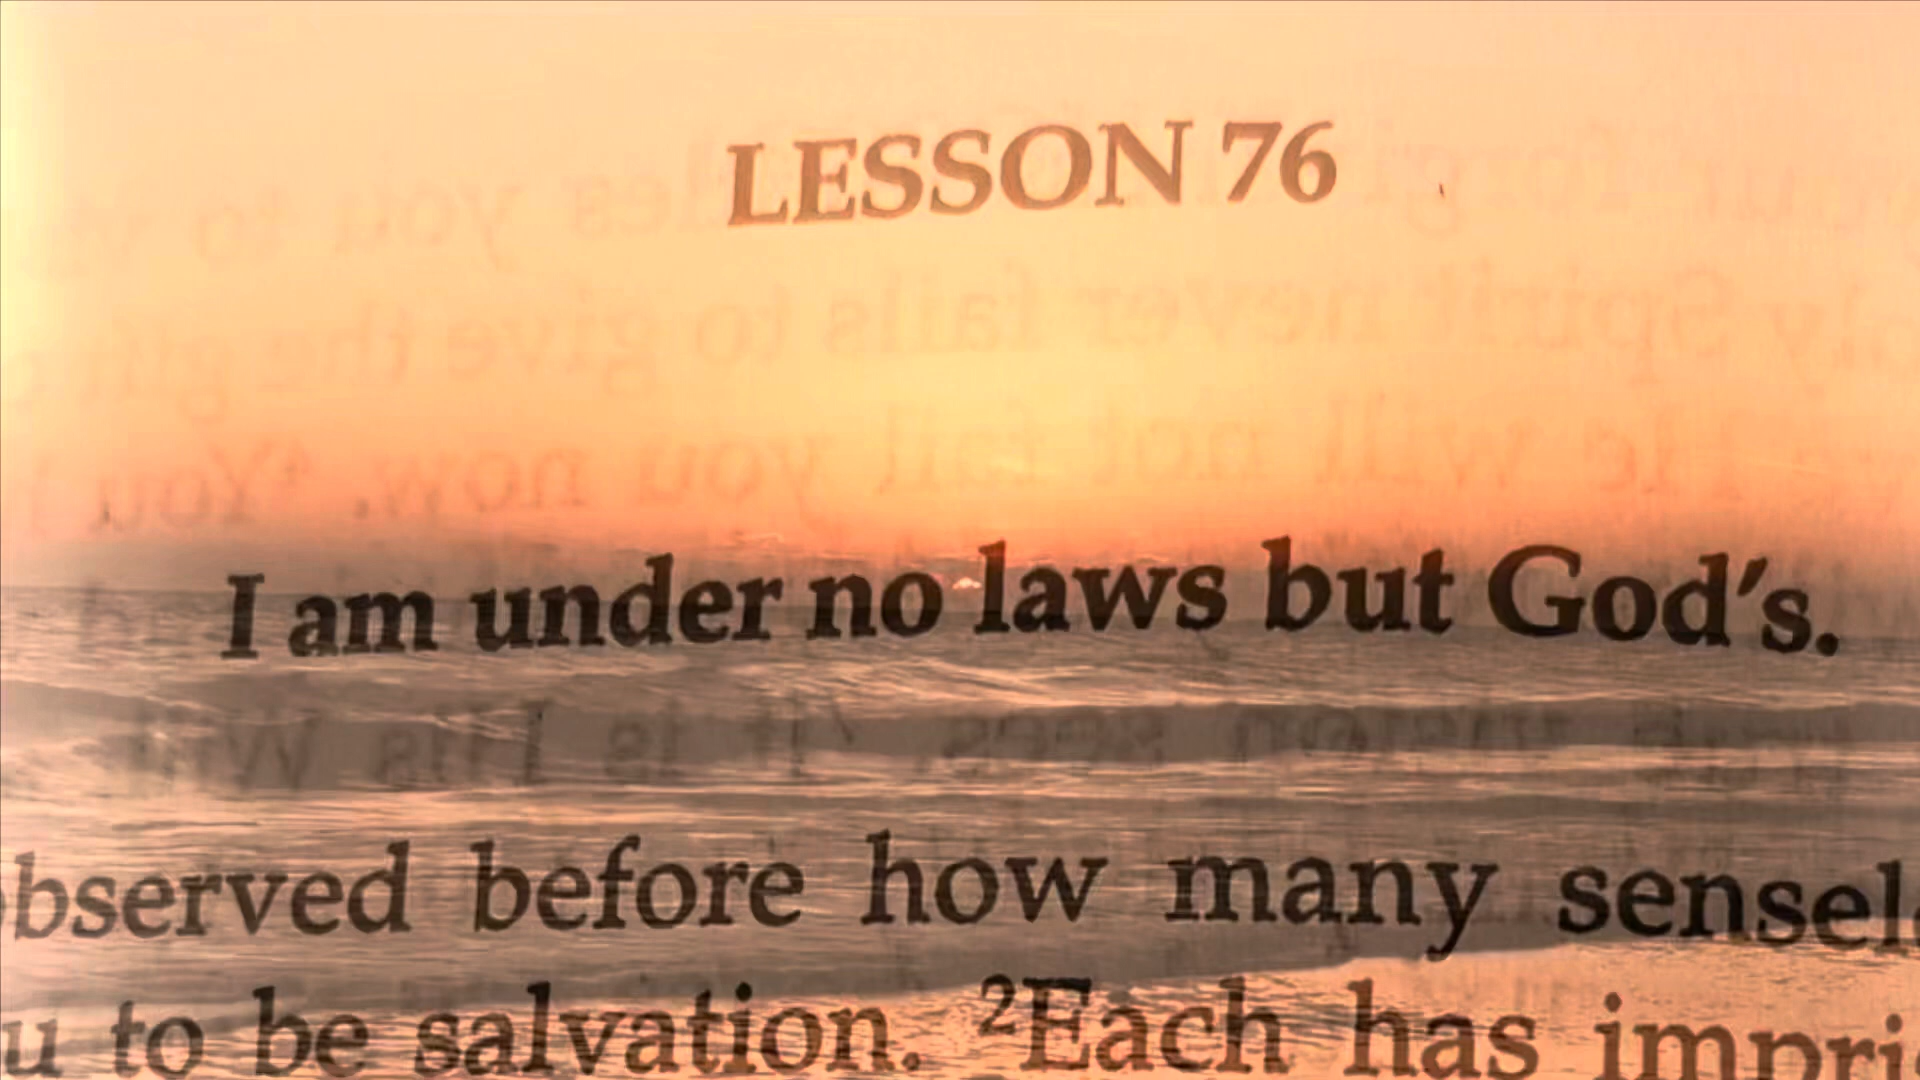 LESSON 76
I am under no laws but God's.
bserved before how many sensel
u to be salvation. ²Each has impri